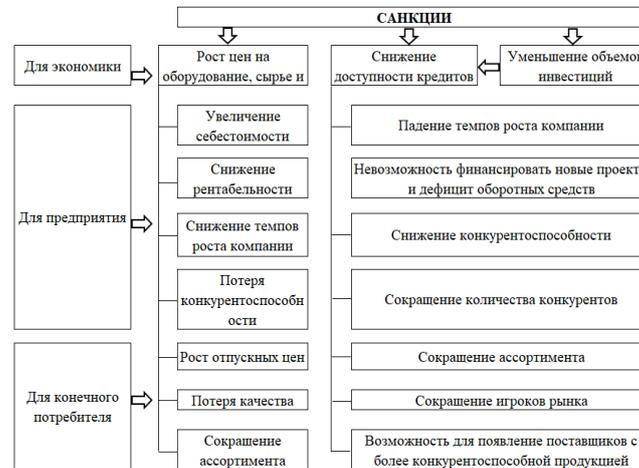 САНКЦИИ
Для экономики
Рост цен на
оборудование, сырье и
Снижение
доступности кредитов
Уменьшение объемов
инвестиций
Для предприятия
Увеличение
себестоимости
Падение темпов роста компании
Снижение
рентабельности
Невозможность финансировать новые проект
и дефицит оборотных средств
Снижение темпов
роста компании
Снижение конкурентоспособности
Потеря
конкурентоспособн
ости
Сокращение количества конкурентов
Для конечного
потребителя
Рост отпускных цен
Сокращение ассортимента
Потеря качества
Сокращение игроков рынка
Сокращение
ассортимента
Возможность для появление поставщиков с
более конкурентоспособной продукцией